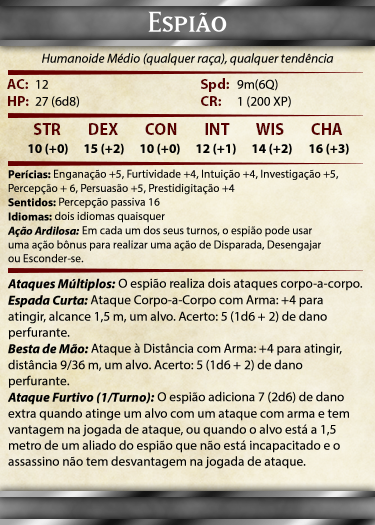 Espião
Humanoide Médio (qualquer raça), qualquer tendência
AC: 12 Spd: 9m(6Q)
HP: 27 (6d8) CR: 1 (200 XP)
STR DEX CON INT WIS CHA
10 (+0) 15 (+2) 10 (+0) 12 (+1) 14 (+2) 16 (+3)
Perícias: Enganação +5, Furtividade +4, Intuição +4, Investigação +5,
Percepção + 6, Persuasão +5, Prestidigitação +4
Sentidos: Percepção passiva 16
Idiomas: dois idiomas quaisquer
Ação Ardilosa: Em cada um dos seus turnos, o espião pode usar
uma ação bônus para realizar uma ação de Disparada, Desengajar
ou Esconder-se.
Ataques Múltiplos: O espião realiza dois ataques corpo-a-corpo.
Espada Curta: Ataque Corpo-a-Corpo com Arma: +4 para
atingir, alcance 1,5 m, um alvo. Acerto: 5 (1d6 + 2) de dano
perfurante.
Besta de Mão: Ataque à Distância com Arma: +4 para atingir,
distância 9/36 m, um alvo. Acerto: 5 (1d6 + 2) de dano
perfurante.
Ataque Furtivo (1/Turno): O espião adiciona 7 (2d6) de dano
extra quando atinge um alvo com um ataque com arma e tem
vantagem na jogada de ataque, ou quando o alvo está a 1,5
metro de um aliado do espião que não está incapacitado e o
assassino não tem desvantagem na jogada de ataque.